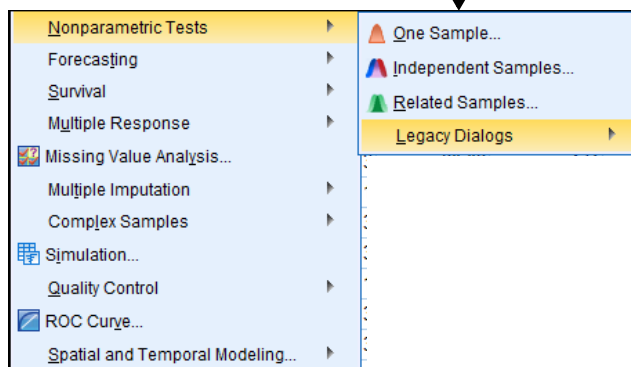 Nonparametric Tests
Forecasting
Survival
Multiple Response
Missing Value Analysis...
Multiple Imputation
Complex Samples
Simulation...
Quality Control
ROC Curve...
Spatial and Temporal Modeling...
One Sample...
Independent Samples...
Related Samples...
Legacy Dialogs